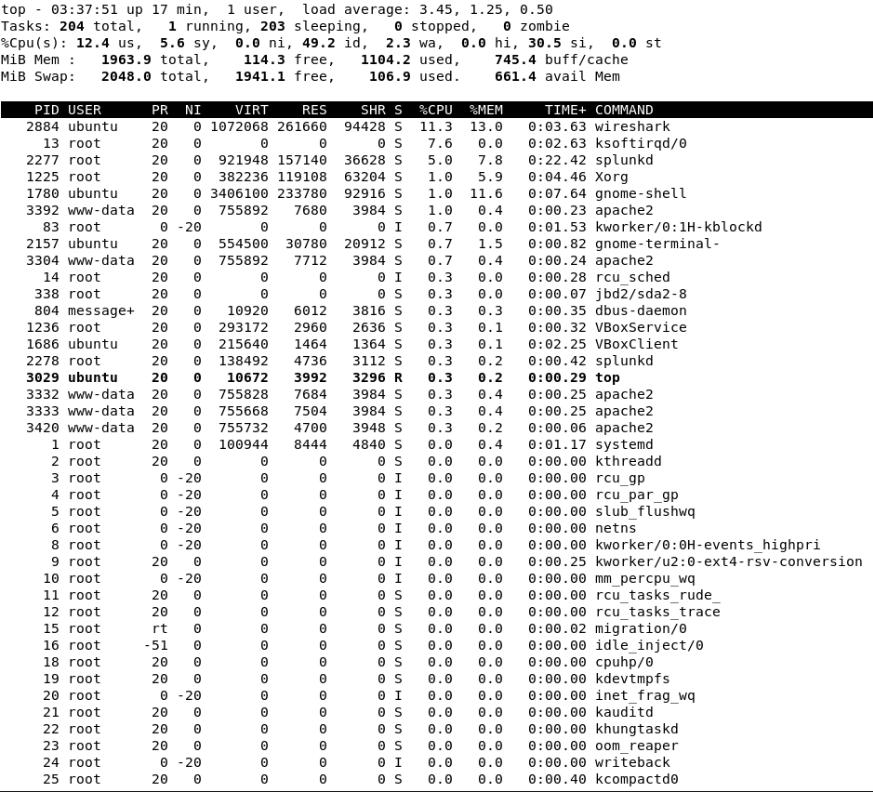 top - 03:37:51 up 17 min,  1 user,  load average: 3.45, 1.25, 0.50
Tasks: 204 total,   1 running, 203 sleeping,   0 stopped,   0 zombie
%Cpu(s): 12.4 us,  5.6 sy,  0.0 ni, 49.2 id,  2.3 wa,  0.0 hi, 30.5 si,  0.0 st
MiB Mem :   1963.9 total,    114.3 free,   1104.2 used,    745.4 buff/cache
MiB Swap:   2048.0 total,   1941.1 free,    106.9 used.    661.4 avail Mem
PID USER      PR  NI    VIRT    RES    SHR S  %CPU  %MEM     TIME+ COMMAND
2884 ubuntu    20   0 1072068 261660  94428 S  11.3  13.0   0:03.63 wireshark
13 root      20   0       0      0      0 S   7.6   0.0   0:02.63 ksoftirqd/0
2277 root      20   0  921948 157140  36628 S   5.0   7.8   0:22.42 splunkd
1225 root      20   0  382236 119108  63204 S   1.0   5.9   0:04.46 Xorg
1780 ubuntu    20   0 3406100 233780  92916 S   1.0  11.6   0:07.64 gnome-shell
3392 www-data  20   0  755892   7680   3984 S   1.0   0.4   0:00.23 apache2
83 root       0 -20       0      0      0 I   0.7   0.0   0:01.53 kworker/0:1H-kblockd
2157 ubuntu    20   0  554500  30780  20912 S   0.7   1.5   0:00.82 gnome-terminal-
3304 www-data  20   0  755892   7712   3984 S   0.7   0.4   0:00.24 apache2
14 root      20   0       0      0      0 I   0.3   0.0   0:00.28 rcu_sched
338 root      20   0       0      0      0 S   0.3   0.0   0:00.07 jbd2/sda2-8
804 message+  20   0   10920   6012   3816 S   0.3   0.3   0:00.35 dbus-daemon
1236 root      20   0  293172   2960   2636 S   0.3   0.1   0:00.32 VBoxService
1686 ubuntu    20   0  215640   1464   1364 S   0.3   0.1   0:02.25 VBoxClient
2278 root      20   0  138492   4736   3112 S   0.3   0.2   0:00.42 splunkd
3029 ubuntu    20   0   10672   3992   3296 R   0.3   0.2   0:00.29 top
3332 www-data  20   0  755828   7684   3984 S   0.3   0.4   0:00.25 apache2
3333 www-data  20   0  755668   7504   3984 S   0.3   0.4   0:00.25 apache2
3420 www-data  20   0  755732   4700   3948 S   0.3   0.2   0:00.06 apache2
1 root      20   0  100944   8444   4840 S   0.0   0.4   0:01.17 systemd
2 root      20   0       0      0      0 S   0.0   0.0   0:00.00 kthreadd
3 root       0 -20       0      0      0 I   0.0   0.0   0:00.00 rcu_gp
4 root       0 -20       0      0      0 I   0.0   0.0   0:00.00 rcu_par_gp
5 root       0 -20       0      0      0 I   0.0   0.0   0:00.00 slub_flushwq
6 root       0 -20       0      0      0 I   0.0   0.0   0:00.00 netns
8 root       0 -20       0      0      0 I   0.0   0.0   0:00.00 kworker/0:0H-events_highpri
9 root      20   0       0      0      0 I   0.0   0.0   0:00.25 kworker/u2:0-ext4-rsv-conversion
10 root       0 -20       0      0      0 I   0.0   0.0   0:00.00 mm_percpu_wq
11 root      20   0       0      0      0 S   0.0   0.0   0:00.00 rcu_tasks_rude_
12 root      20   0       0      0      0 S   0.0   0.0   0:00.00 rcu_tasks_trace
15 root      rt   0       0      0      0 S   0.0   0.0   0:00.02 migration/0
16 root     -51   0       0      0      0 S   0.0   0.0   0:00.00 idle_inject/0
18 root      20   0       0      0      0 S   0.0   0.0   0:00.00 cpuhp/0
19 root      20   0       0      0      0 S   0.0   0.0   0:00.00 kdevtmpfs
20 root       0 -20       0      0      0 I   0.0   0.0   0:00.00 inet_frag_wq
21 root      20   0       0      0      0 S   0.0   0.0   0:00.00 kauditd
22 root      20   0       0      0      0 S   0.0   0.0   0:00.00 khungtaskd
23 root      20   0       0      0      0 S   0.0   0.0   0:00.00 oom_reaper
24 root       0 -20       0      0      0 I   0.0   0.0   0:00.00 writeback
25 root      20   0       0      0      0 S   0.0   0.0   0:00.40 kcompactd0